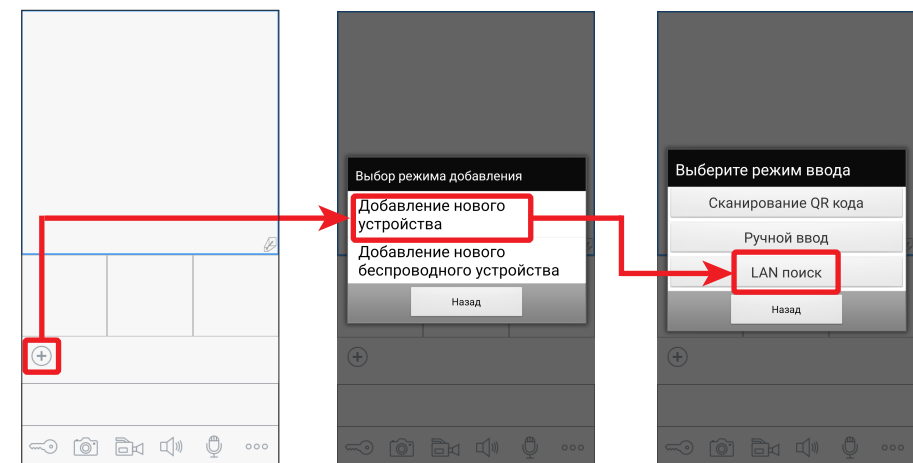 Выбор режима добавления
Добавление нового
устройства
Добавление нового
беспроводного устройства
Назад
Выберите режим ввода
Сканирование QR кода
Ручной ввод
LAN поиск
Назад